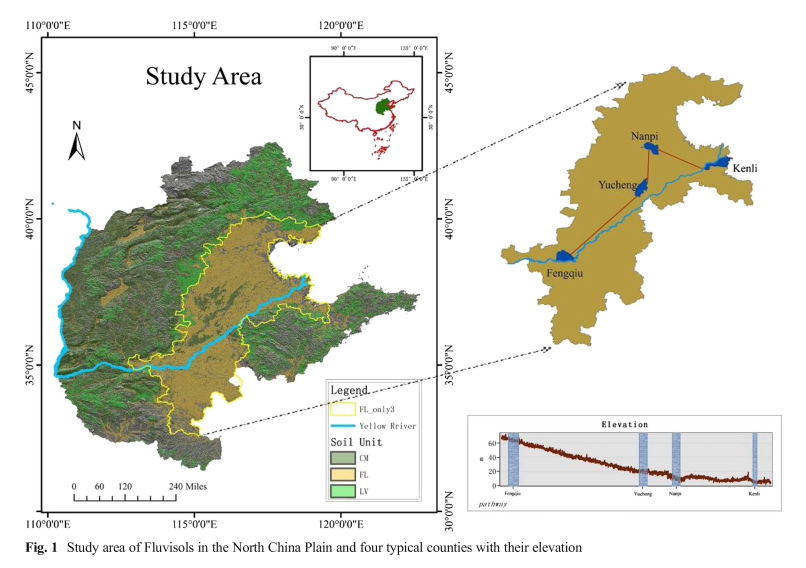 110°0'0"E 115°0'0"E 120°0'0"E
Study Area
90° 0′0″E 135°0′0″E
30° 0′0″N
30° 0′0″N
90° 0′0″E 135°0′0″E
N
45°0'0"N
45°0'0"N
40°0'0"N
40°0'0"N
35°0'0"N
35°0'0"N
30°0'0"N
Nanpi
Kenli
Yucheng
Fengqiu
Legend
FL_only3
Yellow Rriver
Soil Unit
CM
FL
LV
0 60 120 240 Miles
110°0'0"E 115°0'0"E 120°0'0"E
Elevation
m
60
40
20
0
Fengqiu Yucheng Nanpi Kenli
pathway
Fig. 1 Study area of Fluvisols in the North China Plain and four typical counties with their elevation